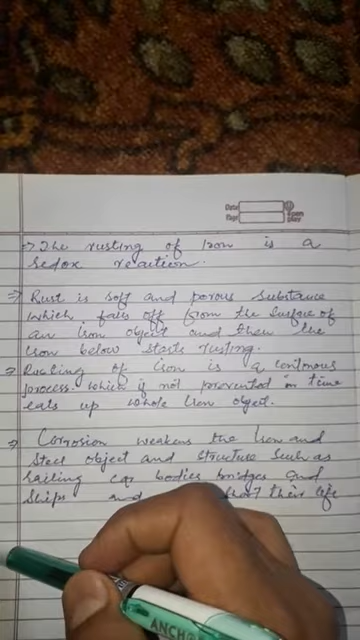 Date
Page
→ The rusting of Iron is a
redox reaction.
→ Rust is soft and porous substance
which falls off from the surface of
an Iron object and then the
Iron below starts rusting.
→ Rusting of Iron is a continous
process. which if not prevented in time
eats up whole Iron object.
→ Corrosion weakens the Iron and
steel object and structure such as
railing car bodies bridges and
ships and their life
ANCHO